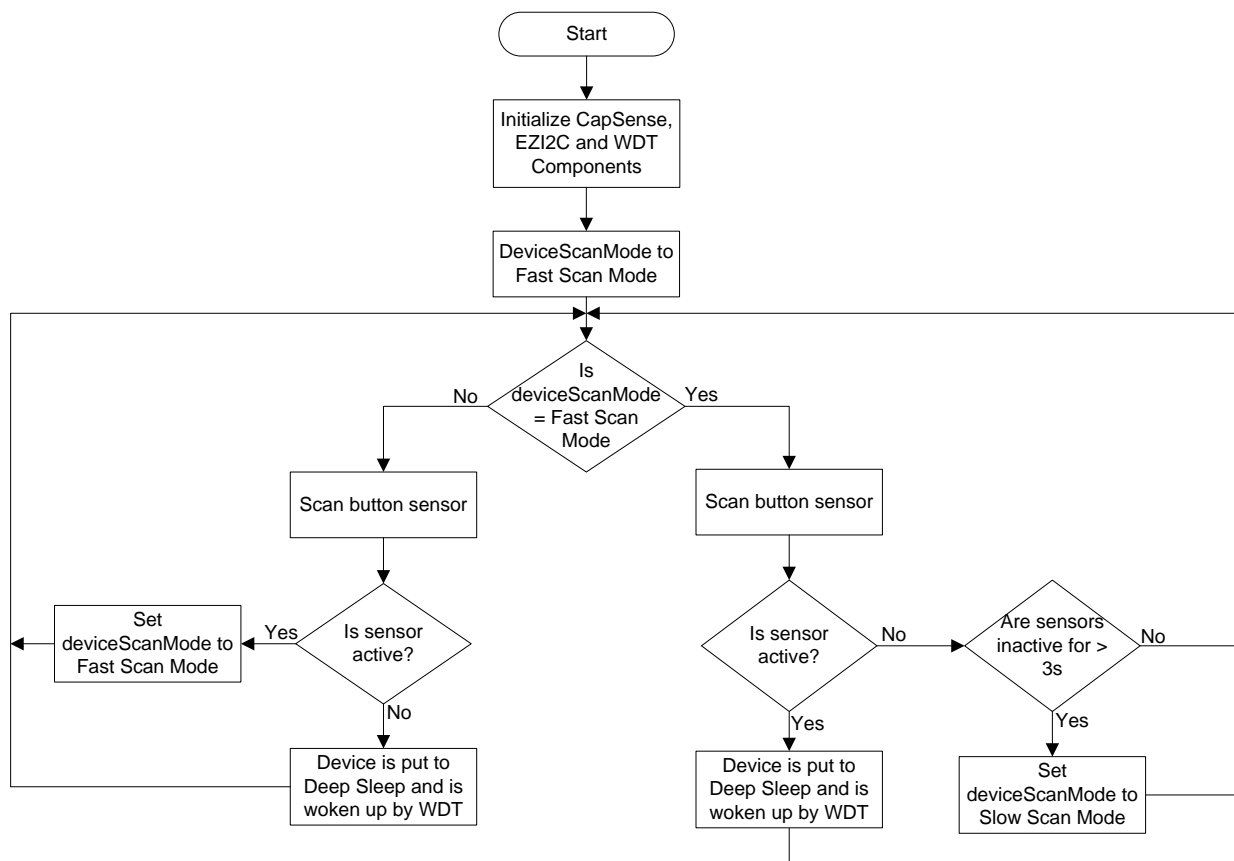 Start
Initialize CapSense,
EZI2C and WDT
Components
DeviceScanMode to
Fast Scan Mode
Is
deviceScanMode
= Fast Scan
Mode
No
Yes
Scan button sensor
Scan button sensor
Set
deviceScanMode to
Fast Scan Mode
Yes
Is sensor
active?
No
Is sensor
active?
No
Yes
Are sensors
inactive for >
3s
No
Yes
Device is put to
Deep Sleep and is
woken up by WDT
Device is put to
Deep Sleep and is
woken up by WDT
Set
deviceScanMode to
Slow Scan Mode